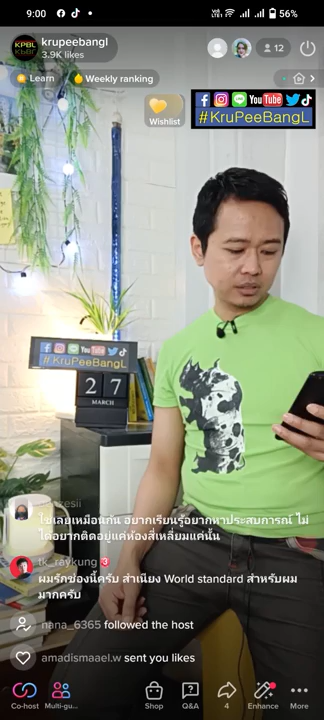 9:00
56%
krupeebangl
3.9K likes
12
Learn
Weekly ranking
Wishlist
YouTube
#KruPeeBangL
YouTube
#KruPeeBangL
27
MARCH
ใช่เลยเหมือนกัน อยากเรียนรู้อยากหาประสบการณ์ ไม่
ได้อยากติดอยู่แค่ห้องสี่เหลี่ยมแค่นั้น
tk_raykung
ผมรักช่องนี้ครับ สำเนียง World standard สำหรับผม
มากครับ
nana_6365 followed the host
amadismaael.w sent you likes
Co-host
Multi-gu...
Shop
Q&A
4
Enhance
More